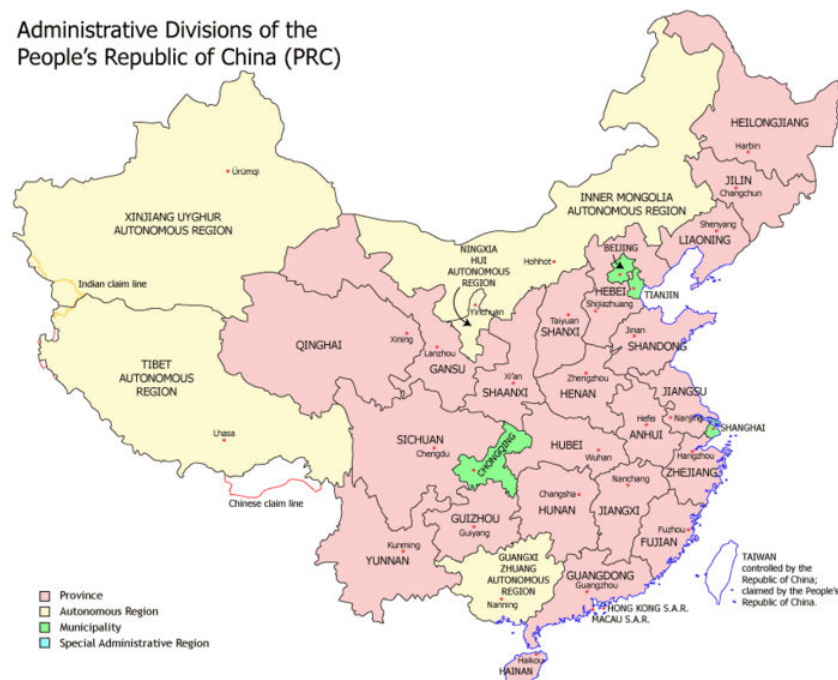 Administrative Divisions of the
People's Republic of China (PRC)
HEILONGJIANG
Harbin
JILIN
Changchun
Ürümqi
INNER MONGOLIA
AUTONOMOUS REGION
XINJIANG UYGHUR
AUTONOMOUS REGION
Shenyang
LIAONING
NINGXIA
HUI
AUTONOMOUS
REGION
BEIJING
Hohhot
Indian claim line
HEBEI
TIANJIN
Shijiazhuang
Yinchuan
Taiyuan
SHANXI
Jinan
SHANDONG
QINGHAI
Xining
Lanzhou
GANSU
TIBET
AUTONOMOUS
REGION
Xi'an
SHAANXI
Zhengzhou
HENAN
JIANGSU
Hefei
ANHUI
Nanjing
SHANGHAI
Lhasa
SICHUAN
Chengdu
CHONGQING
HUBEI
Wuhan
Hangzhou
ZHEJIANG
Chinese claim line
Changsha
HUNAN
Nanchang
JIANGXI
GUIZHOU
Guiyang
Fuzhou
FUJIAN
Kunming
YUNNAN
GUANGXI
ZHUANG
AUTONOMOUS
REGION
Nanning
GUANGDONG
Guangzhou
TAIWAN
controlled by the
Republic of China;
claimed by the People's
Republic of China.
HONG KONG S.A.R.
MACAU S.A.R.
Haikou
HAINAN
Province
Autonomous Region
Municipality
Special Administrative Region